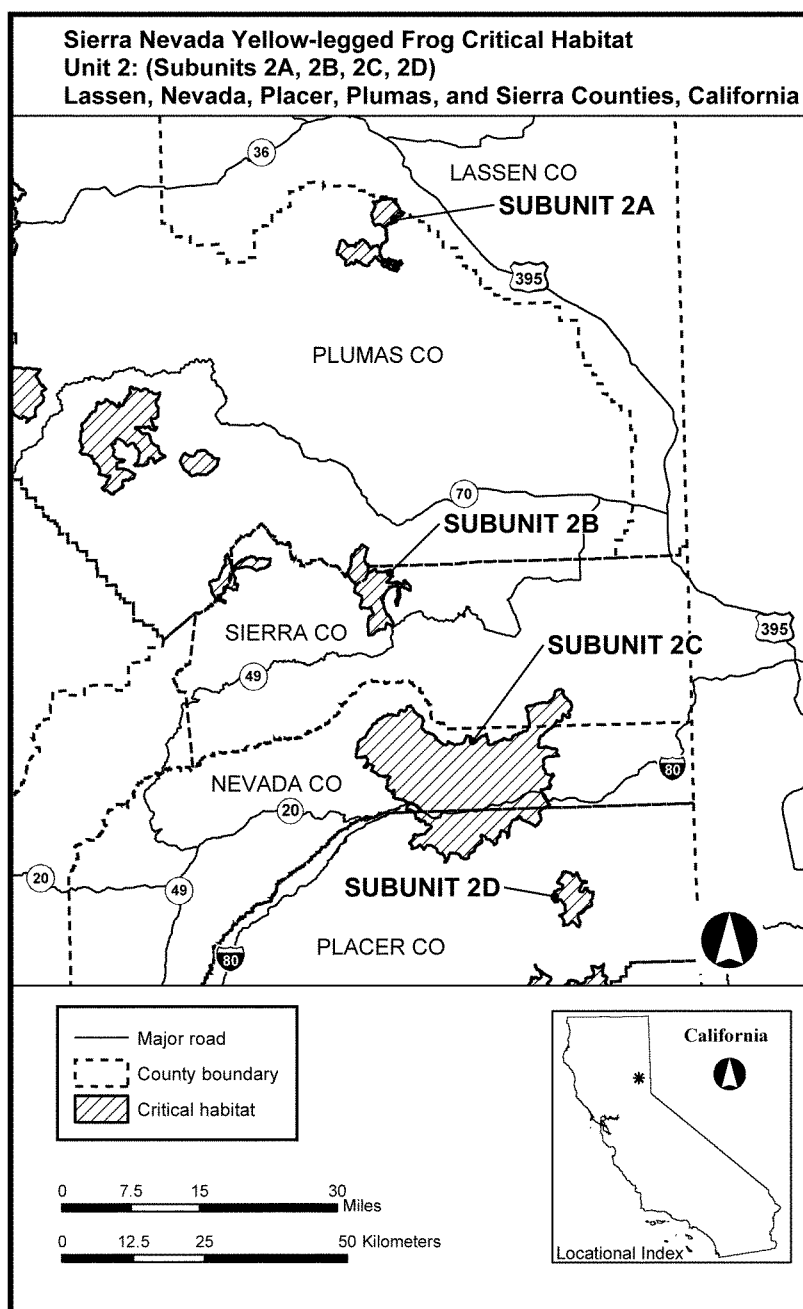 Sierra Nevada Yellow-legged Frog Critical Habitat
Unit 2: (Subunits 2A, 2B, 2C, 2D)
Lassen, Nevada, Placer, Plumas, and Sierra Counties, California
36
LASSEN CO
SUBUNIT 2A
395
PLUMAS CO
70
SUBUNIT 2B
SIERRA CO
395
SUBUNIT 2C
49
80
NEVADA CO
20
20
49
SUBUNIT 2D
PLACER CO
80
Major road
County boundary
Critical habitat
California
0 7.5 15 30
Miles
0 12.5 25 50 Kilometers
Locational Index